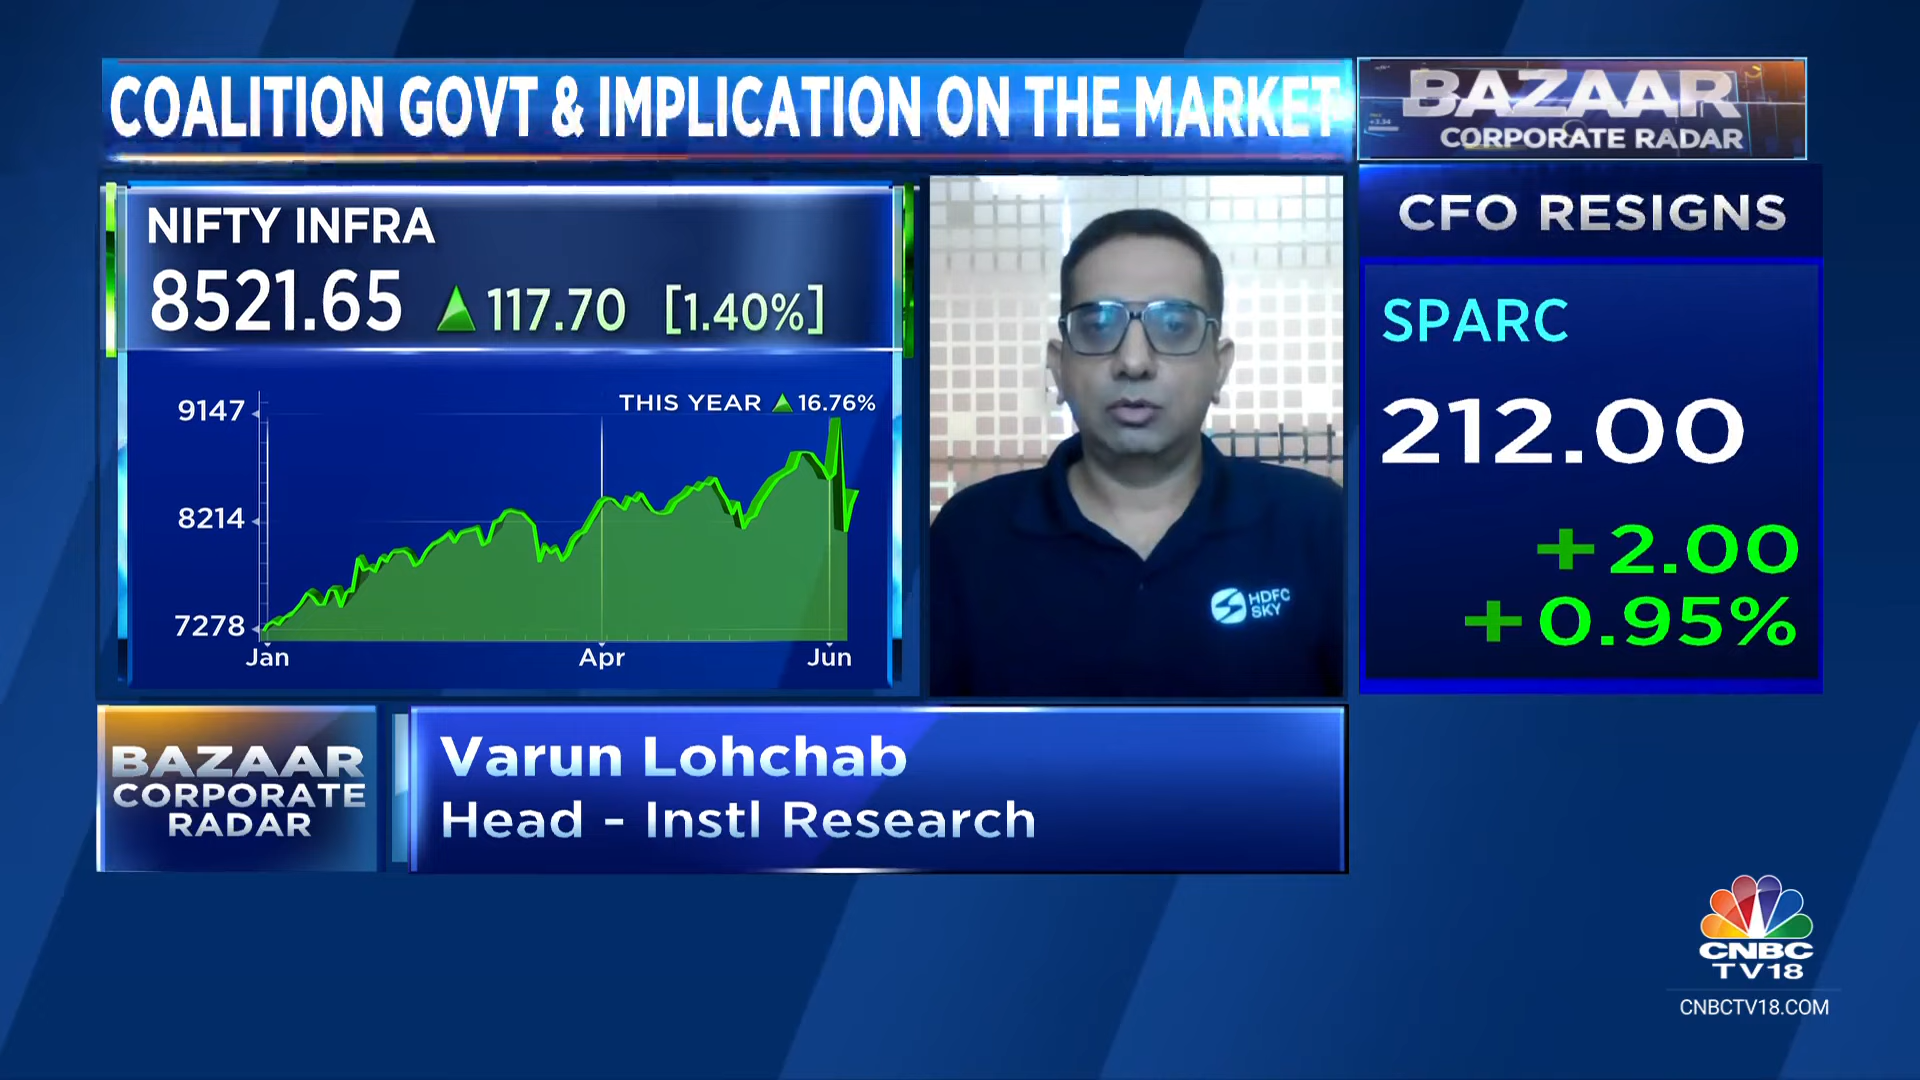 COALITION GOVT & IMPLICATION ON THE MARKET
BAZAAR
CORPORATE RADAR
NIFTY INFRA
8521.65 ▲ 117.70 [1.40%]
THIS YEAR ▲ 16.76%
9147
8214
7278
Jan Apr Jun
HDFC
SKY
CFO RESIGNS
SPARC
212.00
+2.00
+0.95%
BAZAAR
CORPORATE
RADAR
Varun Lohchab
Head - Instl Research
CNBC
TV18
CNBCTV18.COM